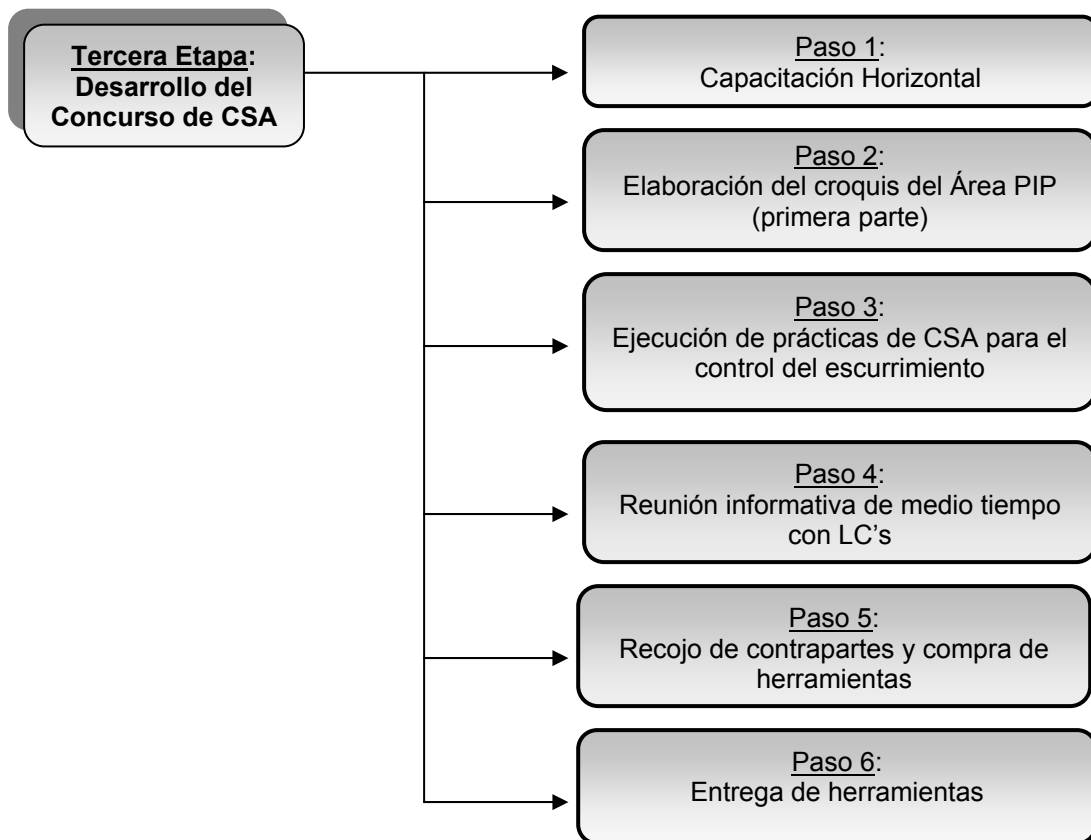 Tercera Etapa:
Desarrollo del
Concurso de CSA
Paso 1:
Capacitación Horizontal
Paso 2:
Elaboración del croquis del Área PIP
(primera parte)
Paso 3:
Ejecución de prácticas de CSA para el
control del escurrimiento
Paso 4:
Reunión informativa de medio tiempo
con LC’s
Paso 5:
Recojo de contrapartes y compra de
herramientas
Paso 6:
Entrega de herramientas